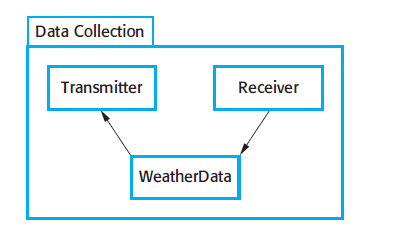 Data Collection
Transmitter
Receiver
WeatherData